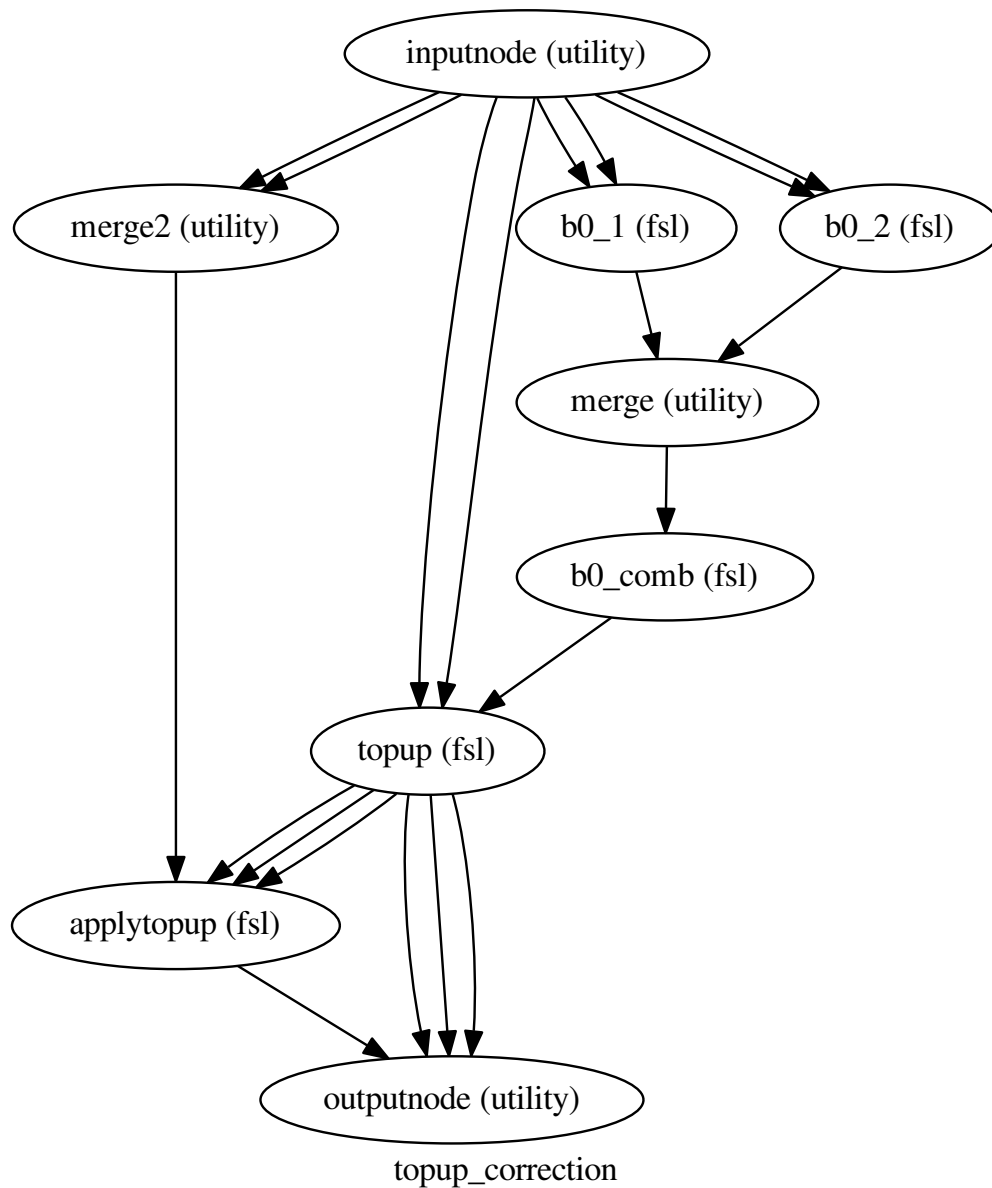 inputnode (utility)
merge2 (utility)
b0_1 (fsl)
b0_2 (fsl)
merge (utility)
b0_comb (fsl)
topup (fsl)
applytopup (fsl)
outputnode (utility)
topup_correction